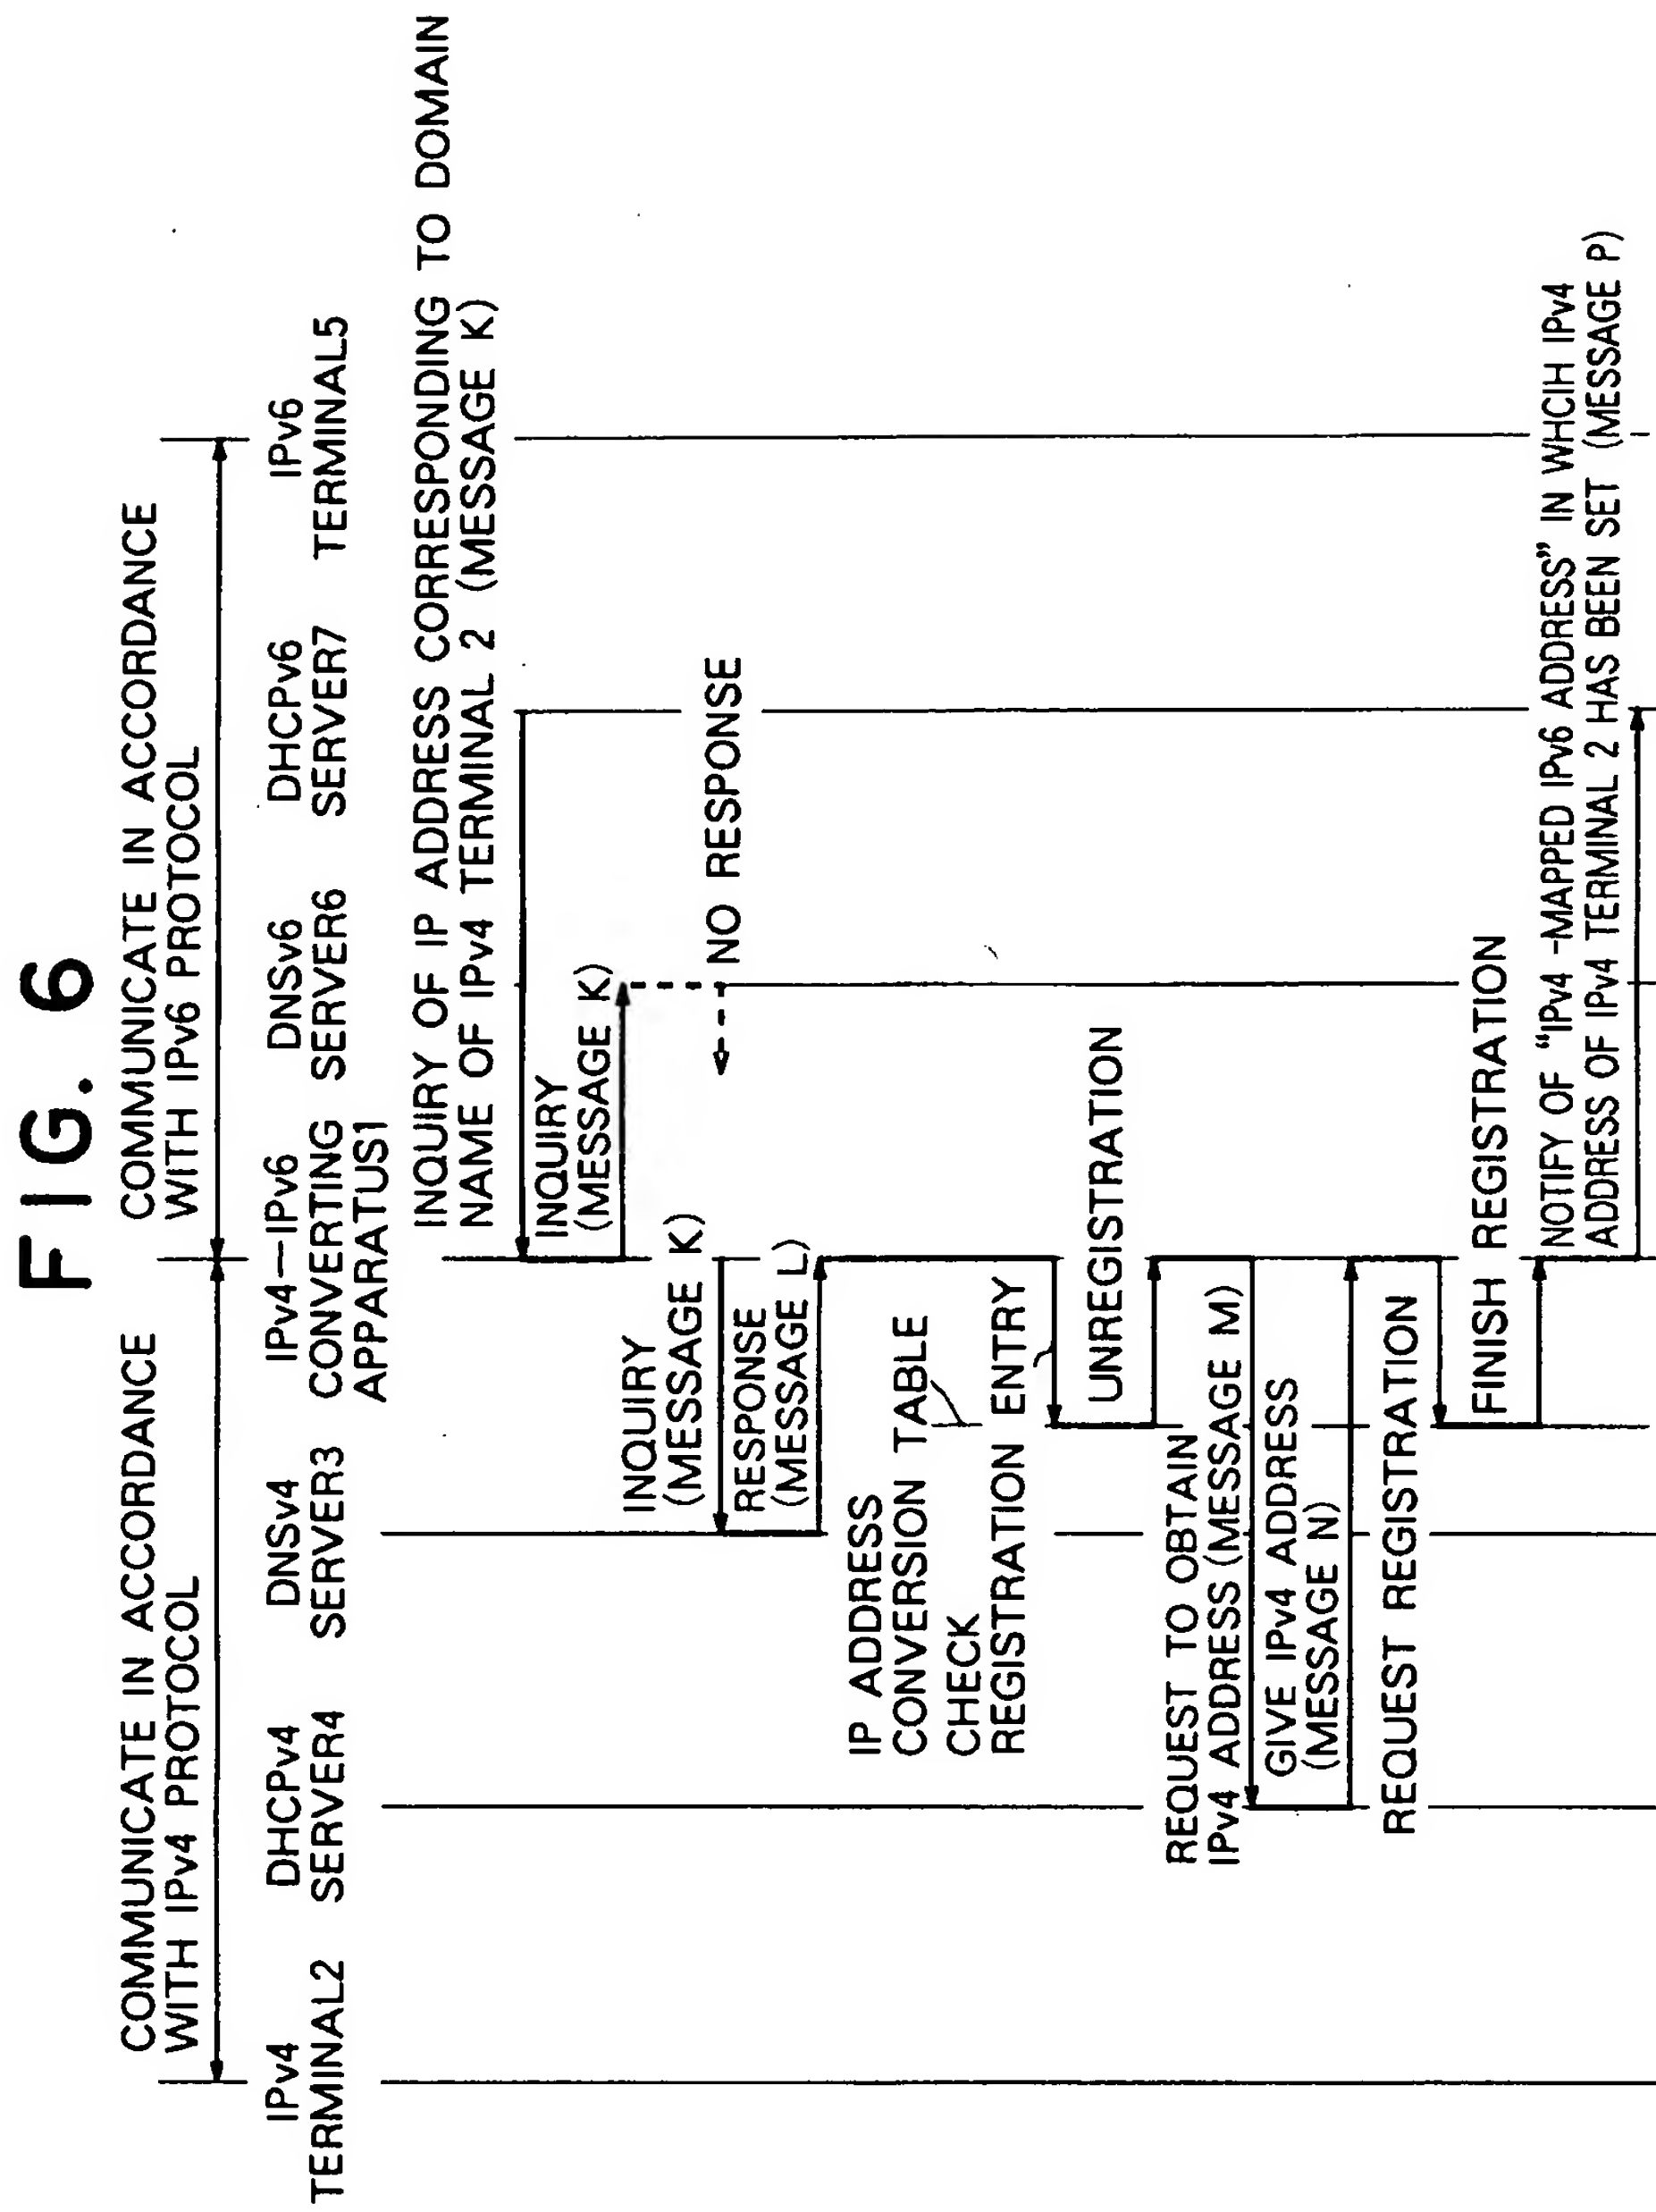 FIG. 6
COMMUNICATE IN ACCORDANCE
WITH IPv4 PROTOCOL
COMMUNICATE IN ACCORDANCE
WITH IPv6 PROTOCOL
IPv4
TERMINAL2
DHCPv4
SERVER4
DNSv4
SERVER3
IPv4—IPv6
CONVERTING
APPARATUS1
DNSv6
SERVER6
DHCPv6
SERVER7
IPv6
TERMINAL5
INQUIRY OF IP ADDRESS CORRESPONDING TO DOMAIN
NAME OF IPv4 TERMINAL 2 (MESSAGE K)
INQUIRY
(MESSAGE K)
INQUIRY
(MESSAGE K)
NO RESPONSE
RESPONSE
(MESSAGE L)
IP ADDRESS
CONVERSION TABLE
CHECK
REGISTRATION ENTRY
UNREGISTRATION
REQUEST TO OBTAIN
IPv4 ADDRESS (MESSAGE M)
GIVE IPv4 ADDRESS
(MESSAGE N)
REQUEST REGISTRATION
FINISH REGISTRATION
NOTIFY OF "IPv4 -MAPPED IPv6 ADDRESS" IN WHCIH IPv4
ADDRESS OF IPv4 TERMINAL 2 HAS BEEN SET (MESSAGE P)